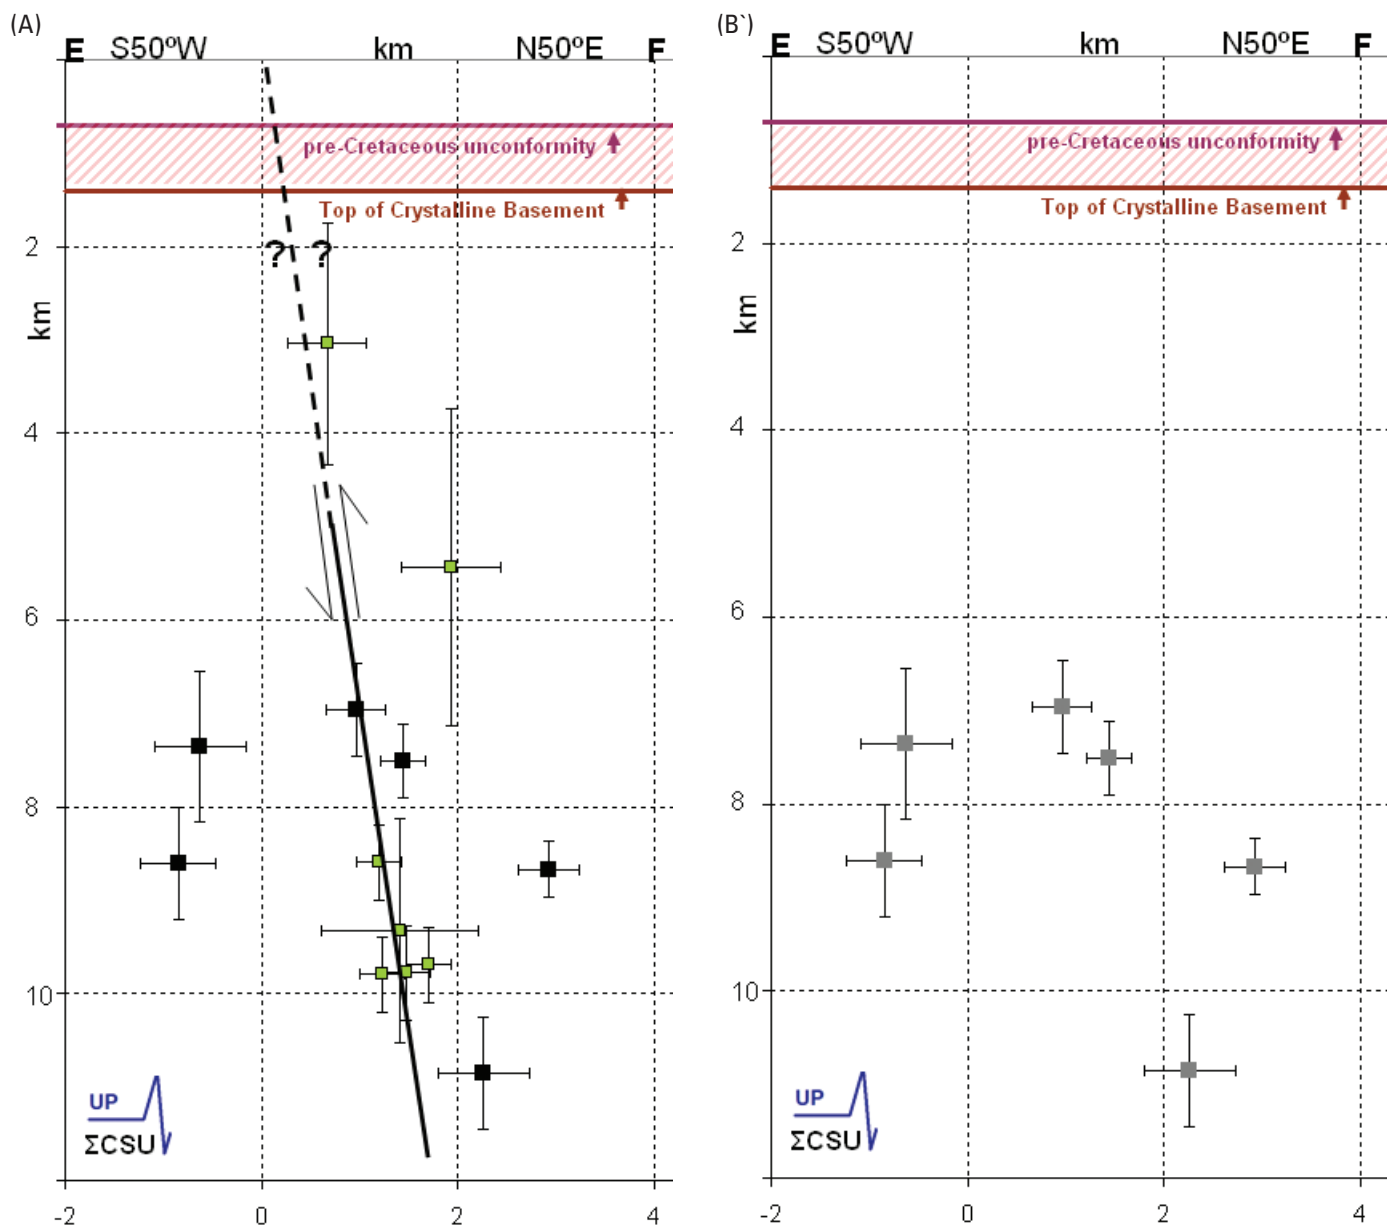 (A)
E S50ºW km N50ºE F
pre-Cretaceous unconformity
Top of Crystalline Basement
? ?
2
km
4
6
8
10
UP
ΣCSU
-2 0 2 4
(B`)
E S50ºW km N50ºE F
pre-Cretaceous unconformity
Top of Crystalline Basement
2
km
4
6
8
10
UP
ΣCSU
-2 0 2 4